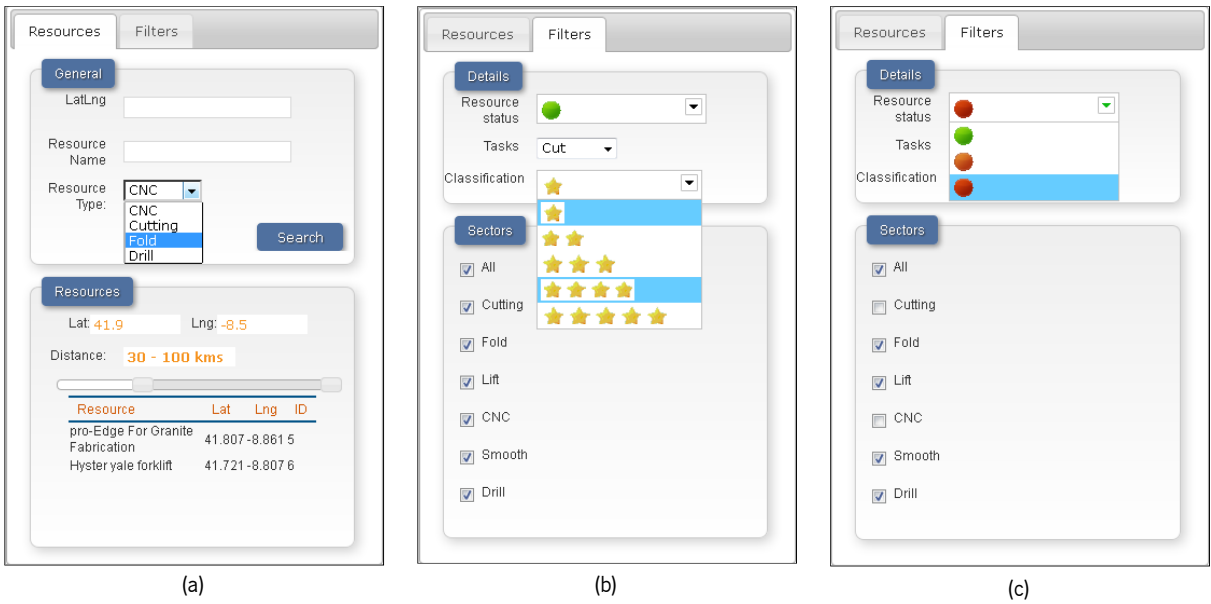 Resources Filters
General
LatLng
Resource
Name
Resource
Type:
CNC
CNC
Cutting
Fold
Drill
Search
Resources
Lat: 41.9 Lng: -8.5
Distance: 30 - 100 kms
Resource Lat Lng ID
pro-Edge For Granite
Fabrication 41.807 -8.861 5
Hyster yale forklift 41.721 -8.807 6
(a)
Resources Filters
Details
Resource
status
Tasks Cut
Classification
Sectors
All
Cutting
Fold
Lift
CNC
Smooth
Drill
(b)
Resources Filters
Details
Resource
status
Tasks
Classification
Sectors
All
Cutting
Fold
Lift
CNC
Smooth
Drill
(c)